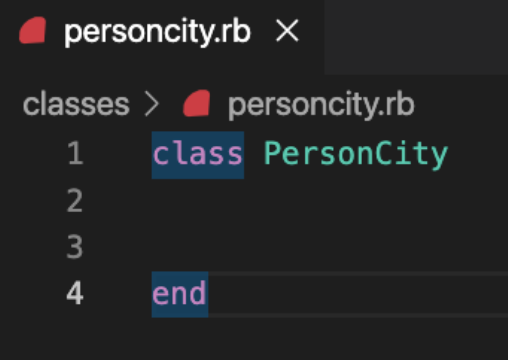 personcity.rb ×
classes > personcity.rb
1 class PersonCity
2
3
4 end